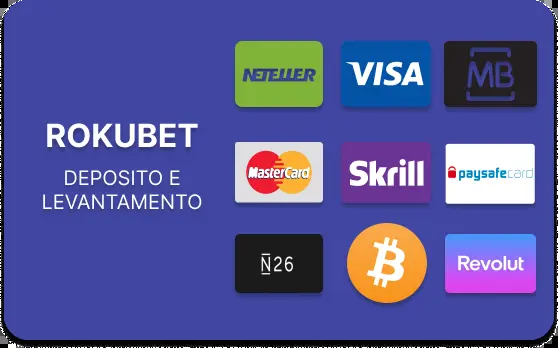 ROKUBET
DEPOSITO E
LEVANTAMENTO
NETELLER
VISA
MB
MasterCard
Skrill
paysafecard
N26
Revolut